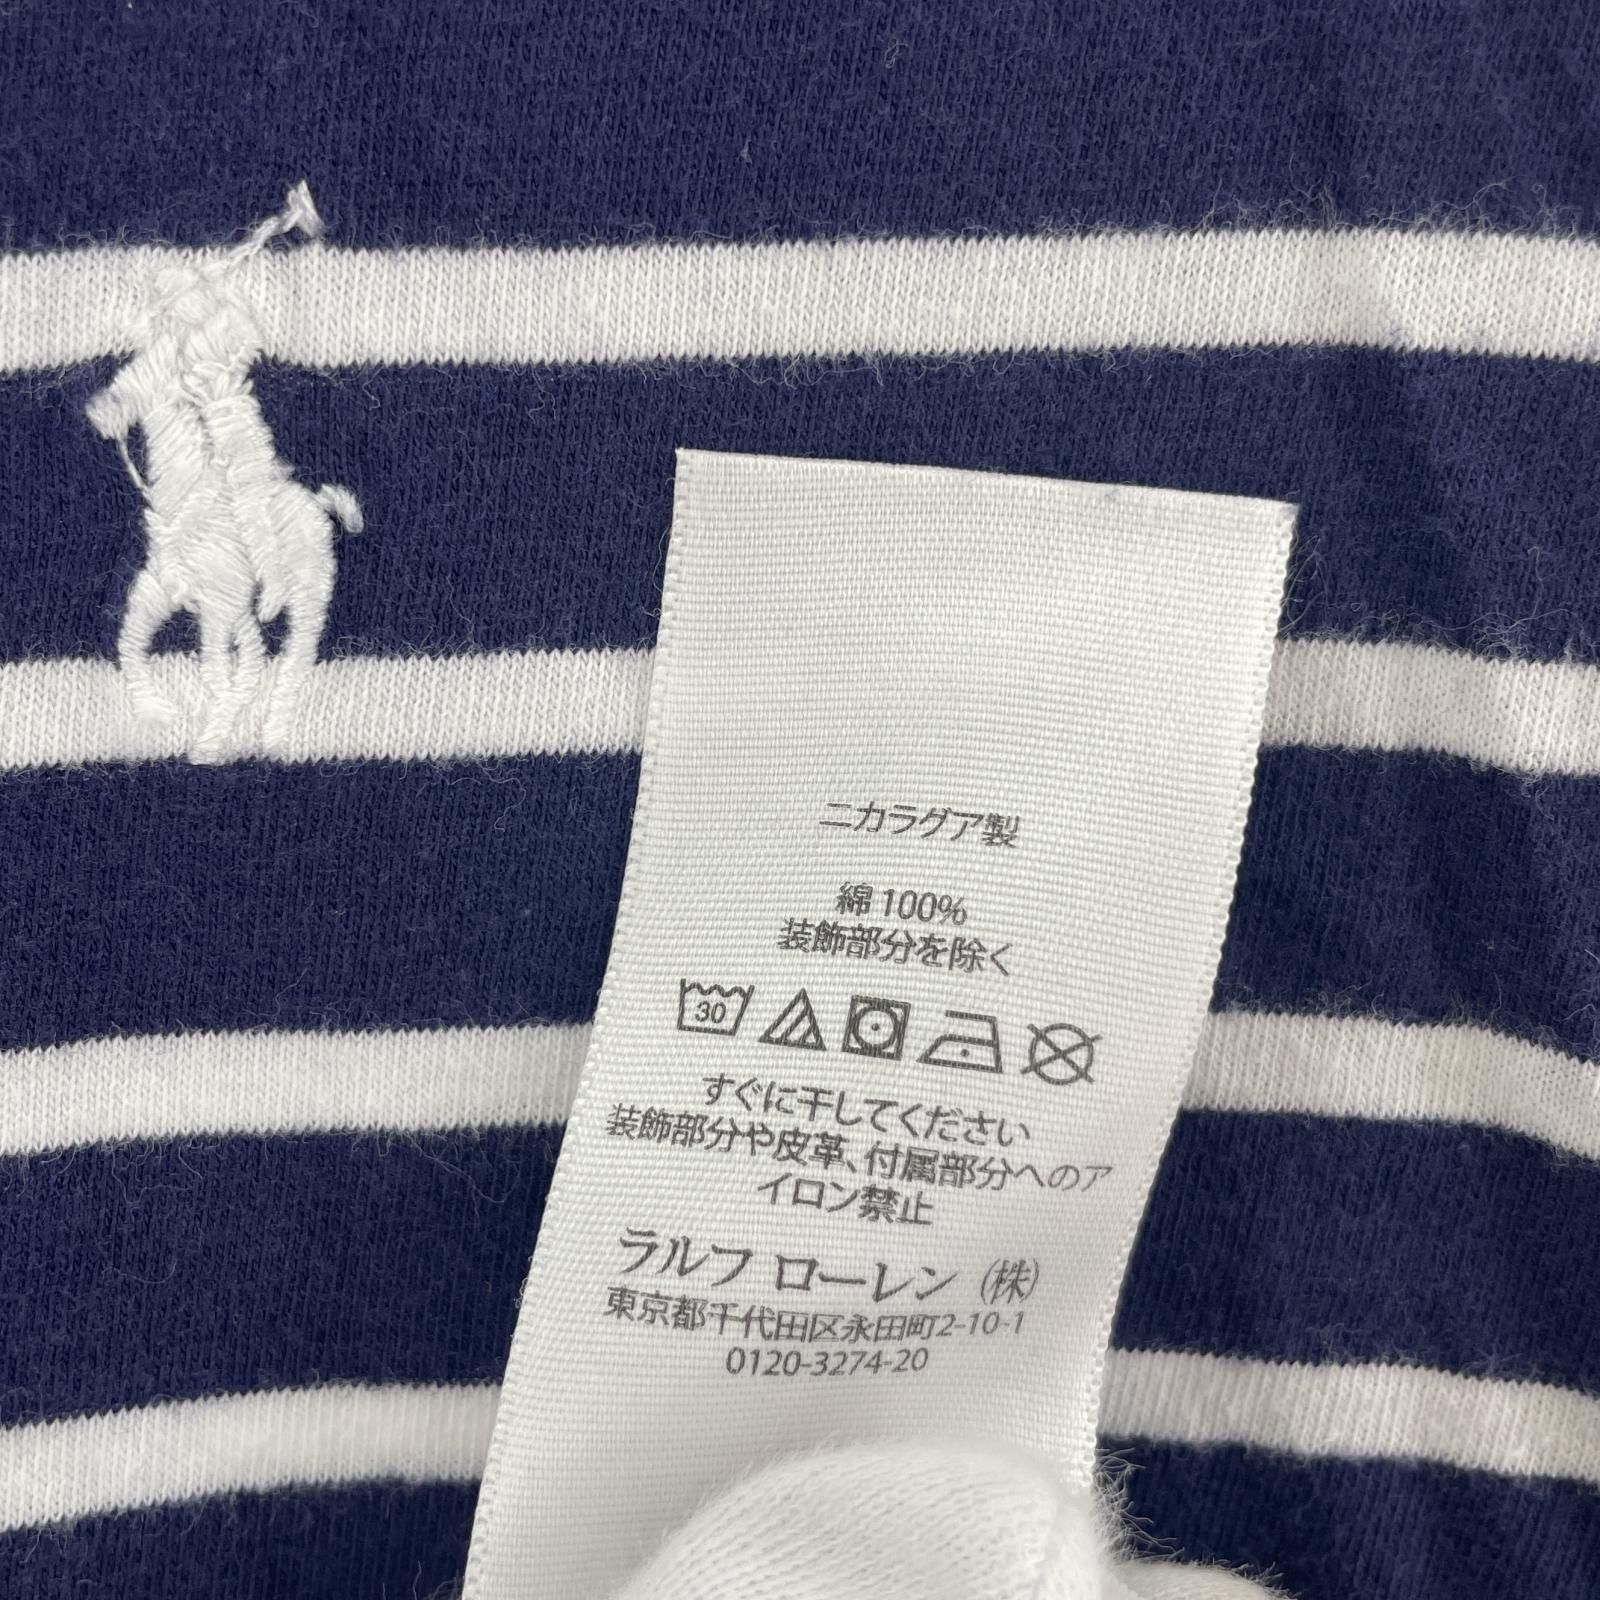 ニカラグア製
綿 100%
装飾部分を除く
30
すぐに干してください
装飾部分や皮革、付属部分へのア
イロン禁止
ラルフ ローレン (株)
東京都千代田区永田町2-10-1
0120-3274-20